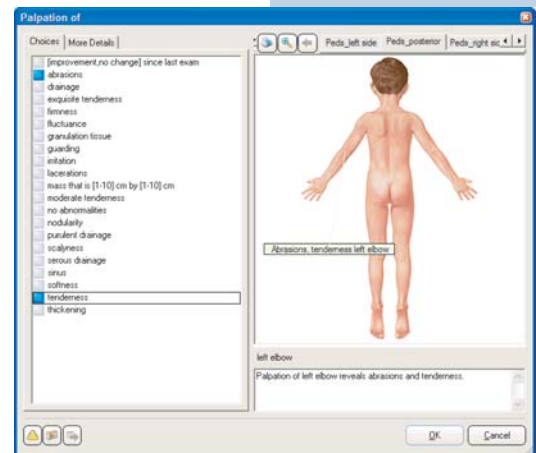 Palpation of
Choices
More Details
Peds_left side
Peds_posterior
Peds_right sic
[improvement,no change] since last exam
abrasions
drainage
exquisite tenderness
firmness
fluctuance
granulation tissue
guarding
irritation
lacerations
mass that is [1-10] cm by [1-10] cm
moderate tenderness
no abnormalities
nodularity
purulent drainage
scalyness
serous drainage
sinus
softness
tenderness
thickening
Abrasions, tenderness left elbow
left elbow
Palpation of left elbow reveals abrasions and tenderness.
OK
Cancel